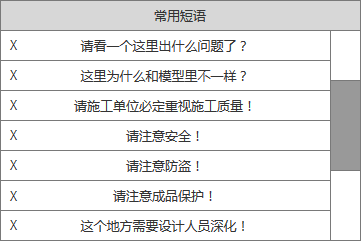 常用短语
X 请看一个这里出什么问题了？
X 这里为什么和模型里不一样？
X 请施工单位必定重视施工质量！
X 请注意安全！
X 请注意防盗！
X 请注意成品保护！
X 这个地方需要设计人员深化！